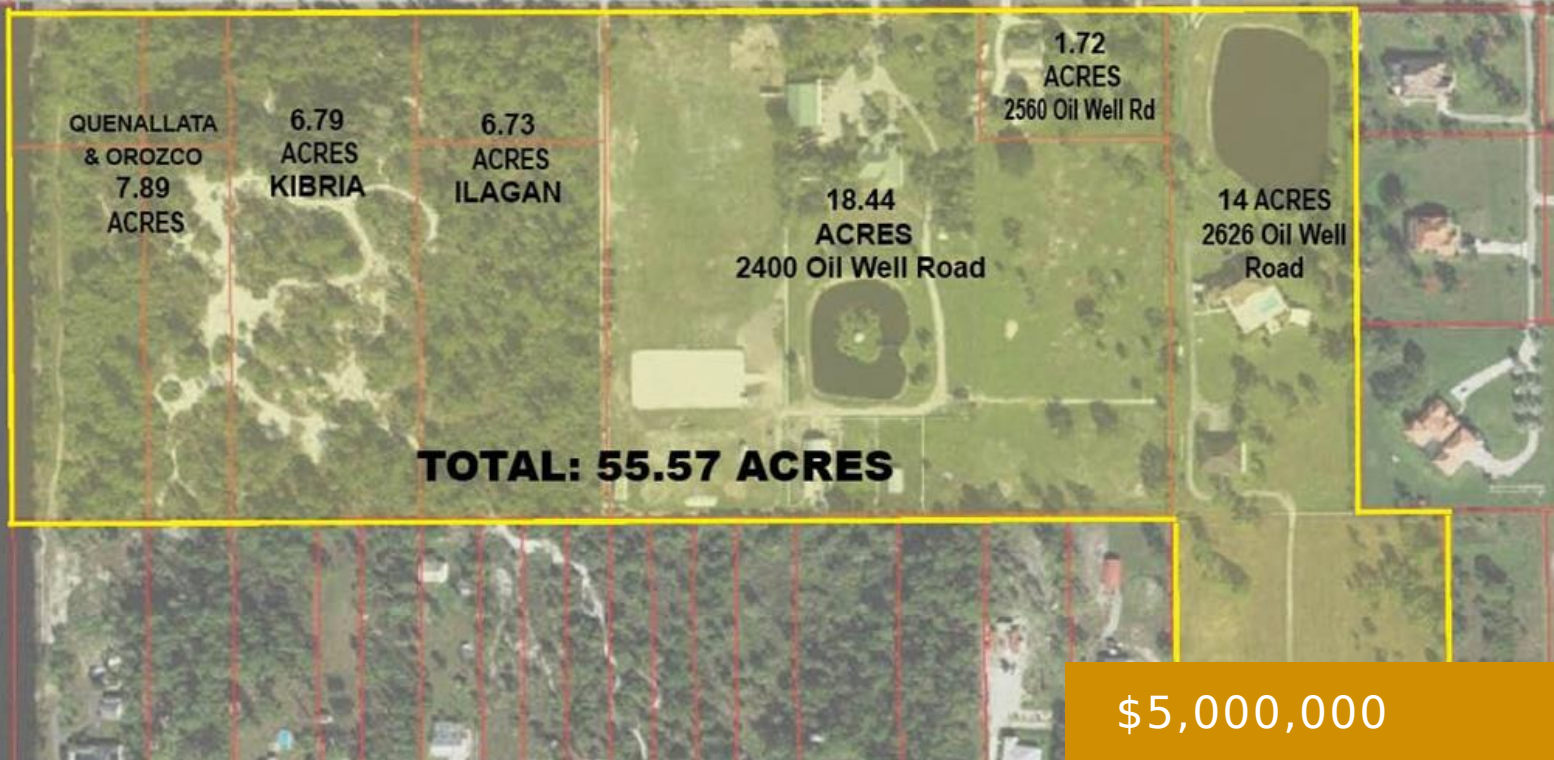 QUENALLATA
& OROZCO
7.89
ACRES
6.79
ACRES
KIBRIA
6.73
ACRES
ILAGAN
18.44
ACRES
2400 Oil Well Road
1.72
ACRES
2560 Oil Well Rd
14 ACRES
2626 Oil Well
Road
TOTAL: 55.57 ACRES
$5,000,000